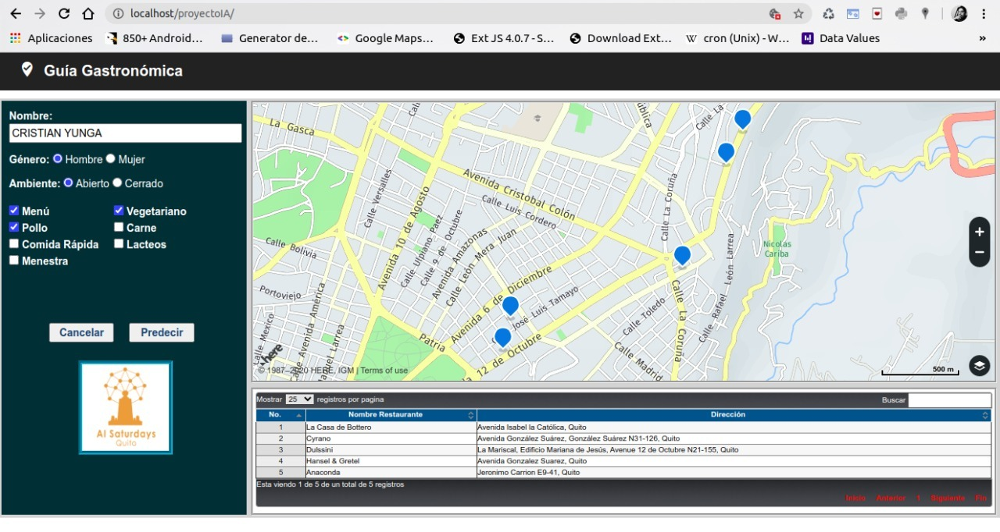 localhost/proyectoIA/
Aplicaciones
850+ Android...
Generator de...
Google Maps...
Ext JS 4.0.7 - S...
Download Ext...
W cron (Unix) - W...
Data Values
»
Guía Gastronómica
Nombre:
CRISTIAN YUNGA
Género: Hombre Mujer
Ambiente: Abierto Cerrado
Menú Vegetariano
Pollo Carne
Comida Rápida Lacteos
Menestra
Cancelar Predecir
AI Saturdays
Quito
La Gasca
Calle La
Calle Versalles
Avenida 10 de Agosto
Avenida Cristobal Colón
Calle Luis Cordero
Calle La Coruña
Calle Ulpiano Paez
Calle 9 de Octubre
Avenida Amazonas
Calle León Mera Juan
Calle Bolivia
Nicolas
Cariba
León Larrea
Avenida 6 de Diciembre
Portoviejo
Calle Avenida América
José Luis Tamayo
Calle Toledo
Calle La Coruña
Calle Rafael
Calle Mexico
Larrea
Patria
12 de Octubre
Calle Madrid
here
© 1987–2020 HERE, IGM | Terms of use
500 m
+
−
Mostrar 25 registros por pagina
Buscar
No. Nombre Restaurante Dirección
1 La Casa de Bottero Avenida Isabel la Católica, Quito
2 Cyrano Avenida González Suárez, González Suárez N31-126, Quito
3 Dulssini La Mariscal, Edificio Mariana de Jesús, Avenue 12 de Octubre N21-155, Quito
4 Hansel & Gretel Avenida Gonzalez Suarez, Quito
5 Anaconda Jeronimo Carrion E9-41, Quito
Esta viendo 1 de 5 de un total de 5 registros
Inicio Anterior 1 Siguiente Fin